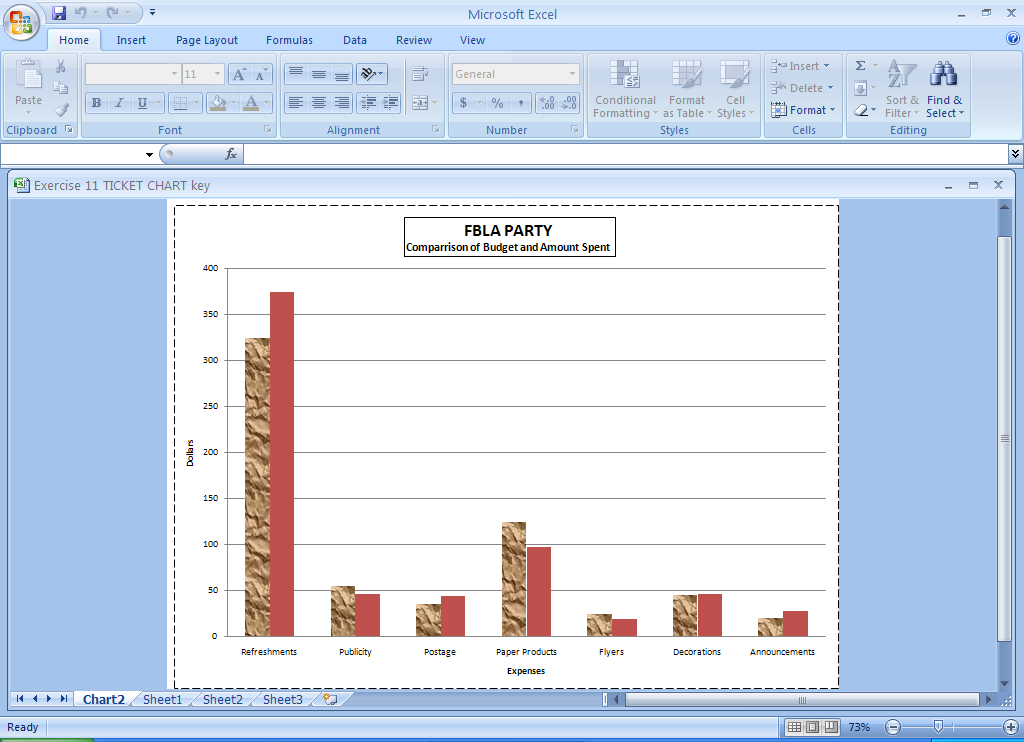 Microsoft Excel
Home Insert Page Layout Formulas Data Review View
Paste
11
General
B I U
$ % ,
Conditional Formatting
Format as Table
Cell Styles
Insert
Delete
Format
Σ
Sort & Filter
Find & Select
Clipboard Font Alignment Number Styles Cells Editing
fx
Exercise 11 TICKET CHART key
FBLA PARTY
Comparrison of Budget and Amount Spent
400
350
300
250
200
150
100
50
0
Dollars
Refreshments Publicity Postage Paper Products Flyers Decorations Announcements
Expenses
Chart2 Sheet1 Sheet2 Sheet3
Ready 73%